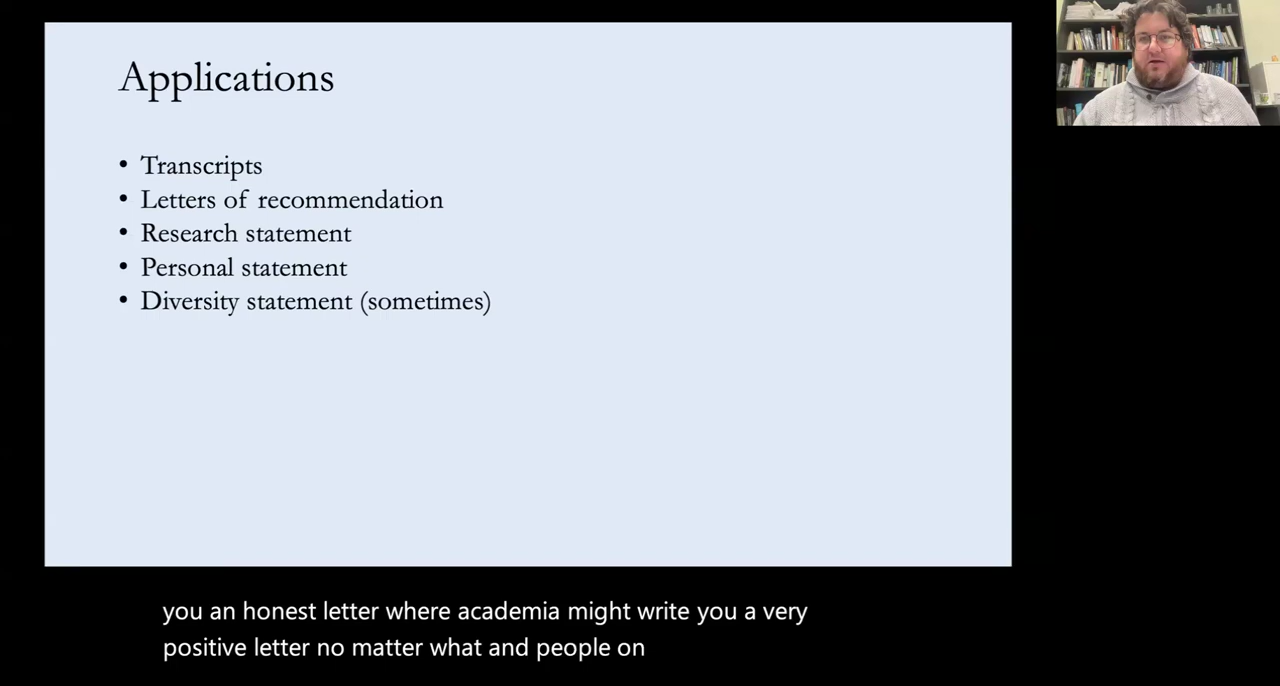 Applications
• Transcripts
• Letters of recommendation
• Research statement
• Personal statement
• Diversity statement (sometimes)
you an honest letter where academia might write you a very
positive letter no matter what and people on